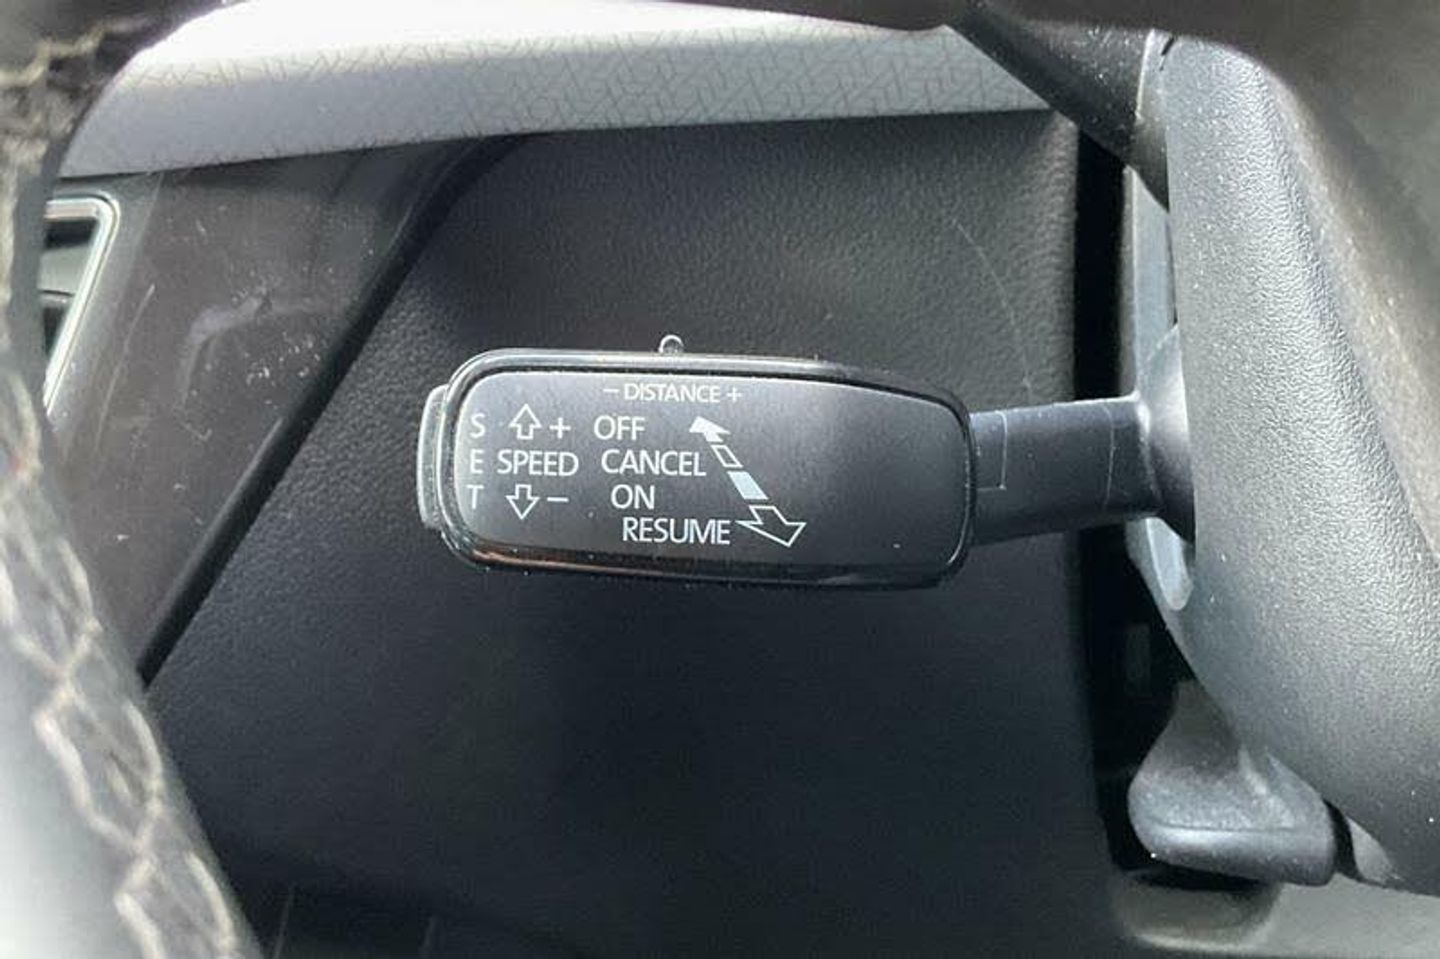 − DISTANCE +
S ⇧ + OFF
E SPEED CANCEL
T ⇩ − ON
RESUME